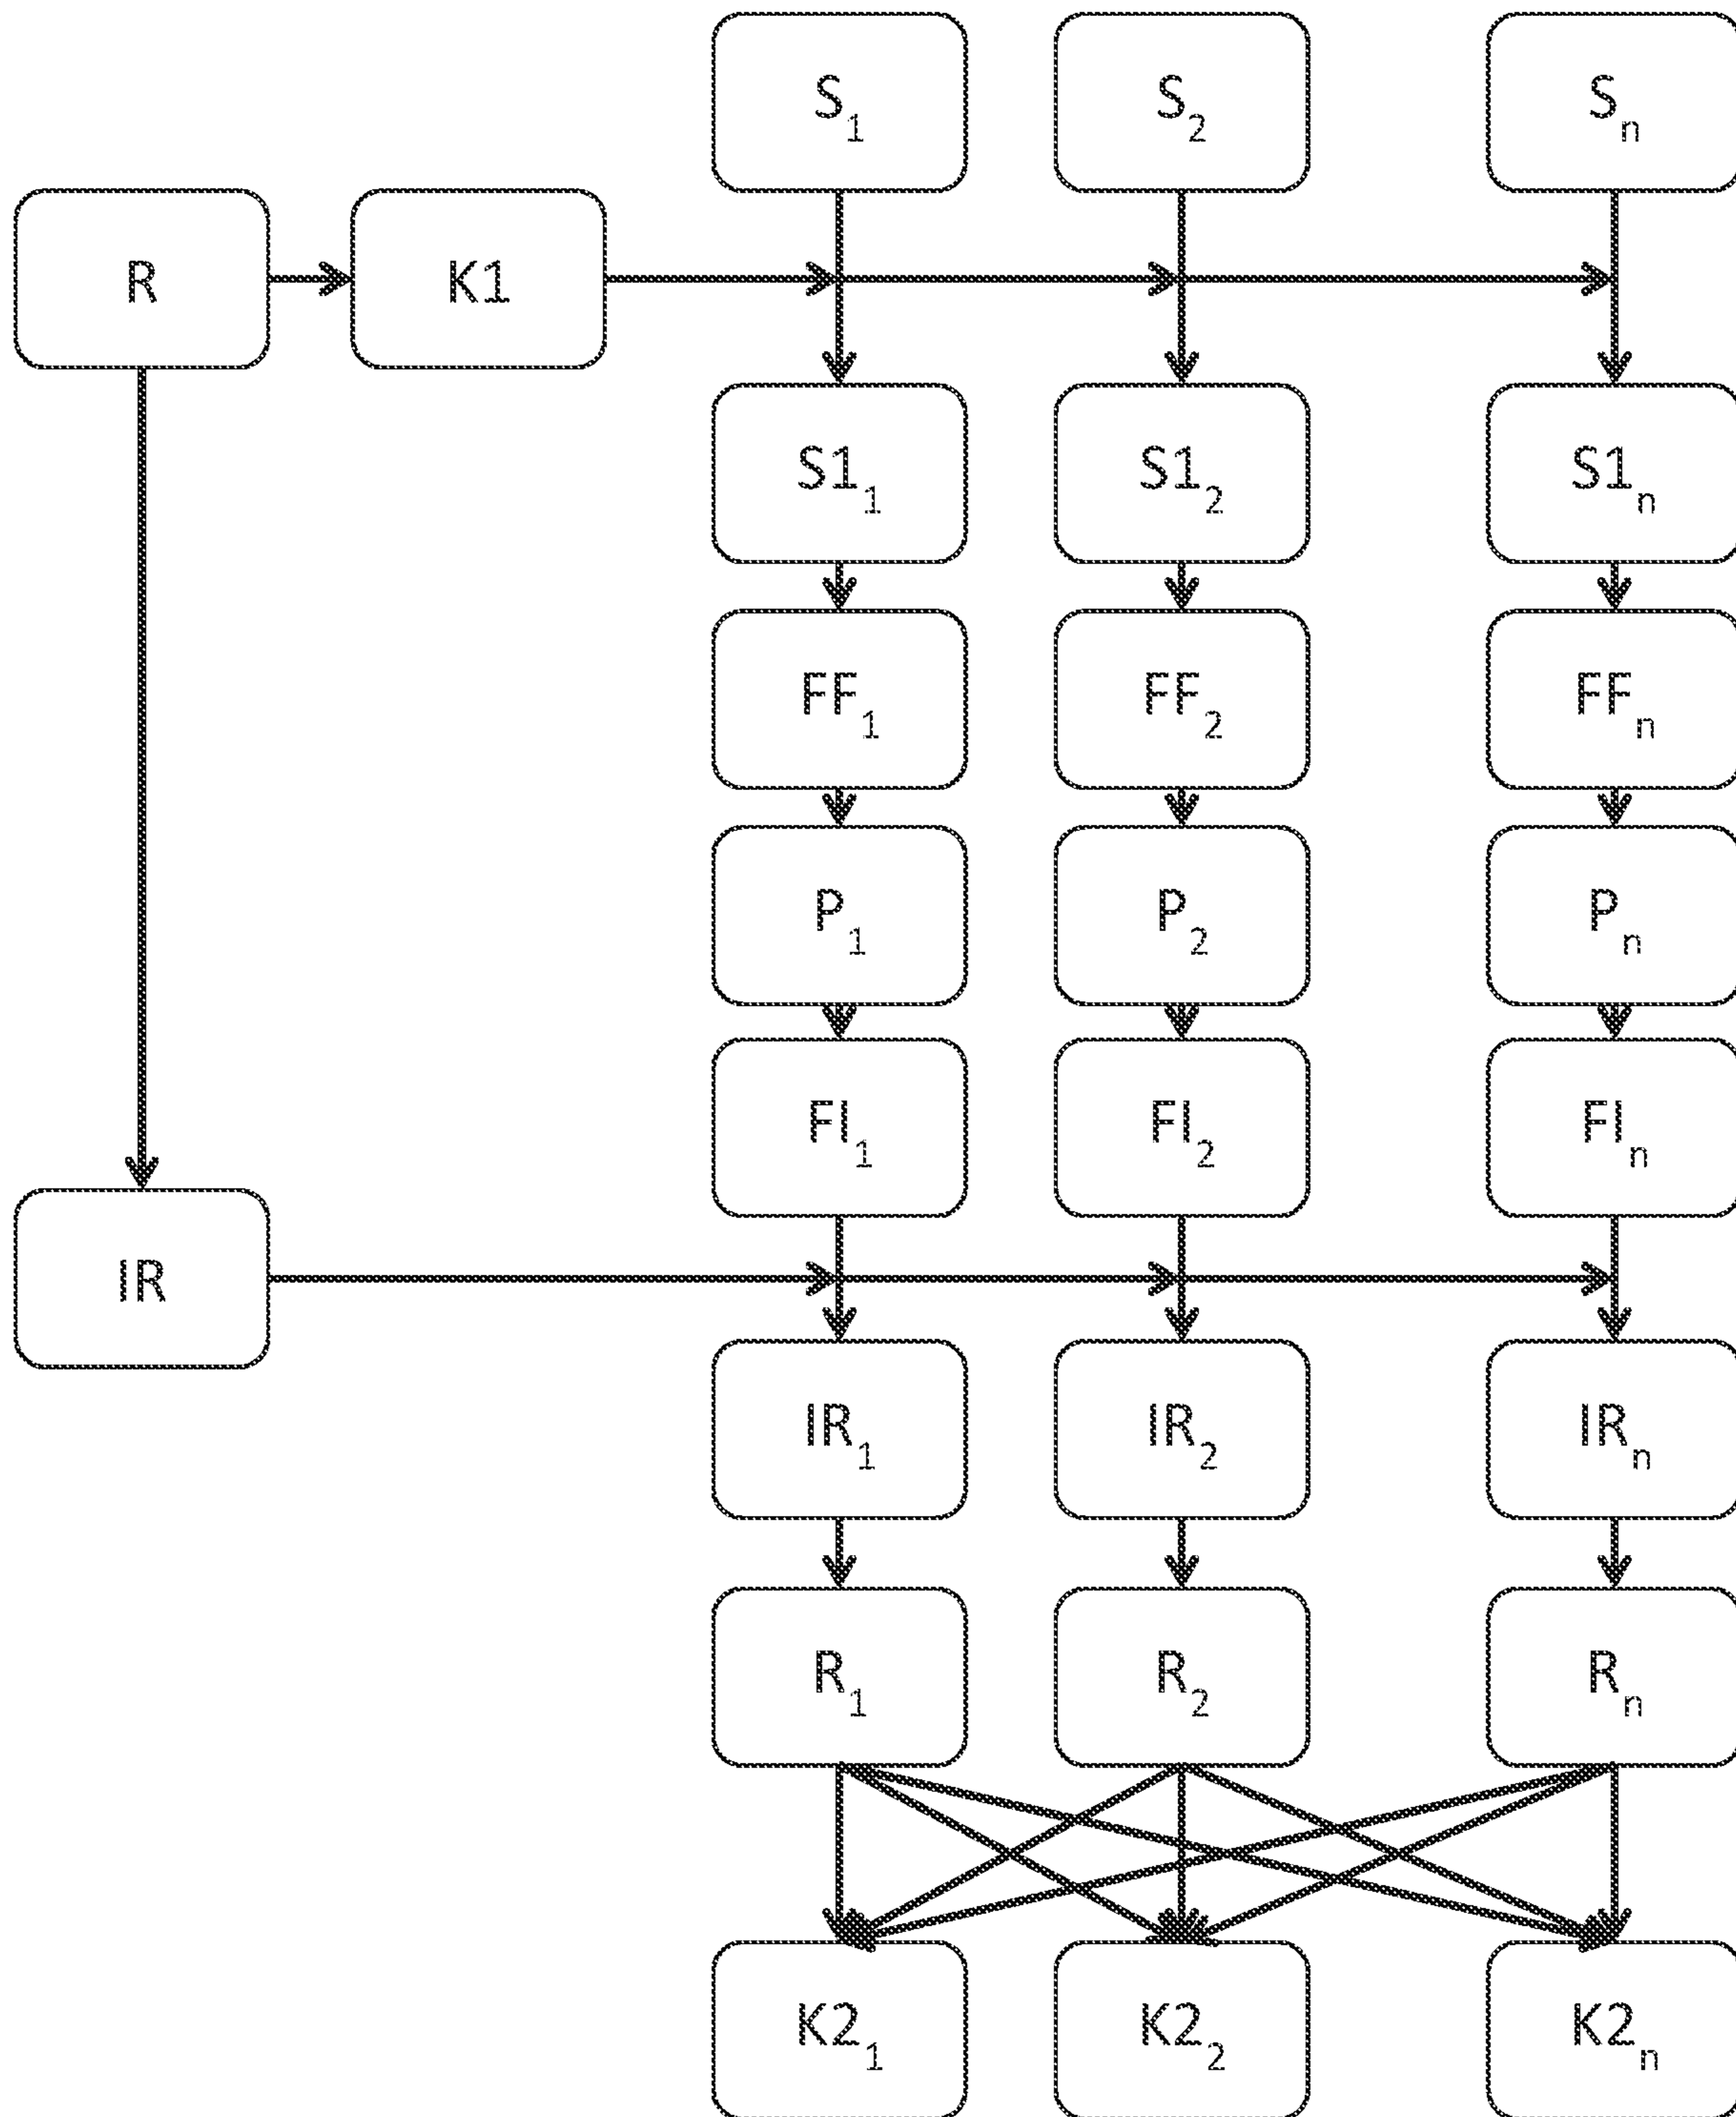 S₁ S₂ Sₙ
R K1
S1₁ S1₂ S1ₙ
FF₁ FF₂ FFₙ
P₁ P₂ Pₙ
FI₁ FI₂ FIₙ
IR
IR₁ IR₂ IRₙ
R₁ R₂ Rₙ
K2₁ K2₂ K2ₙ